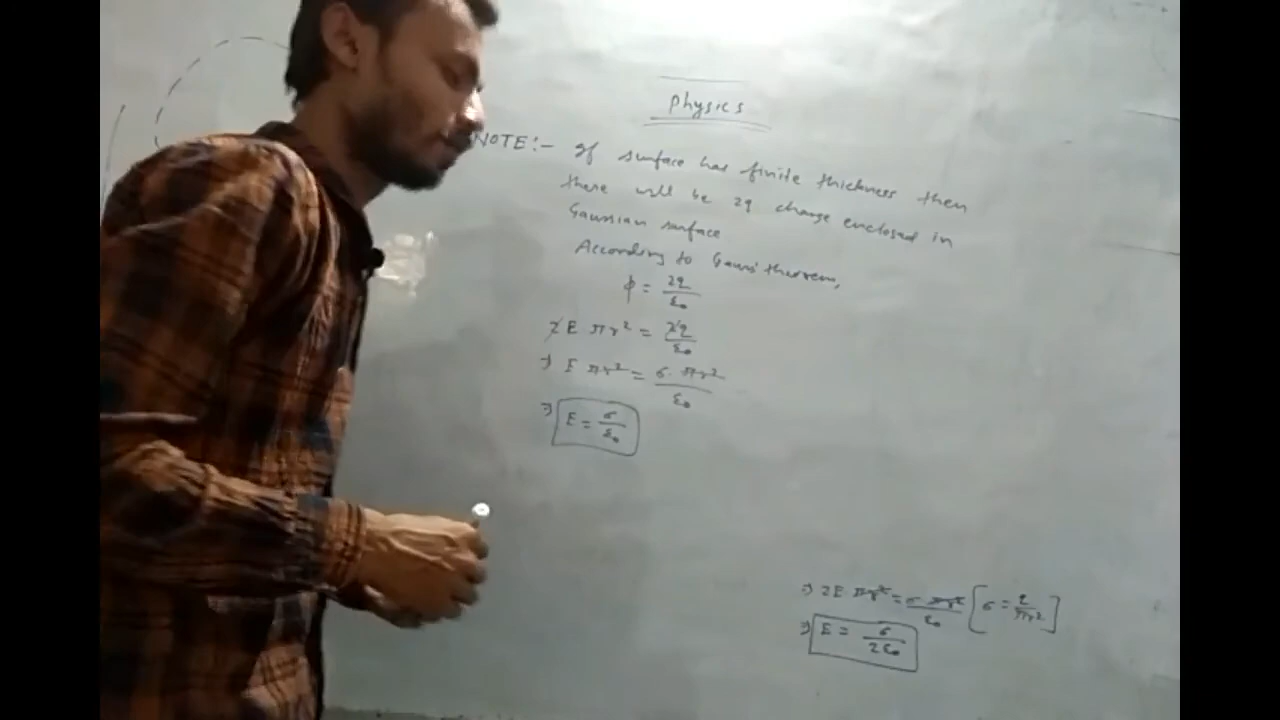 Physics
NOTE:- If surface has finite thickness then
there will be 2q charge enclosed in
Gaussian surface
According to Gauss' theorem,
ϕ = 2q/ε₀
2E πr² = 2q/ε₀
⇒ E πr² = σ. πr²/ε₀
⇒ E = σ/ε₀
⇒ 2E πr² = σ πr²/ε₀ [σ = q/πr²]
⇒ E = σ/2ε₀